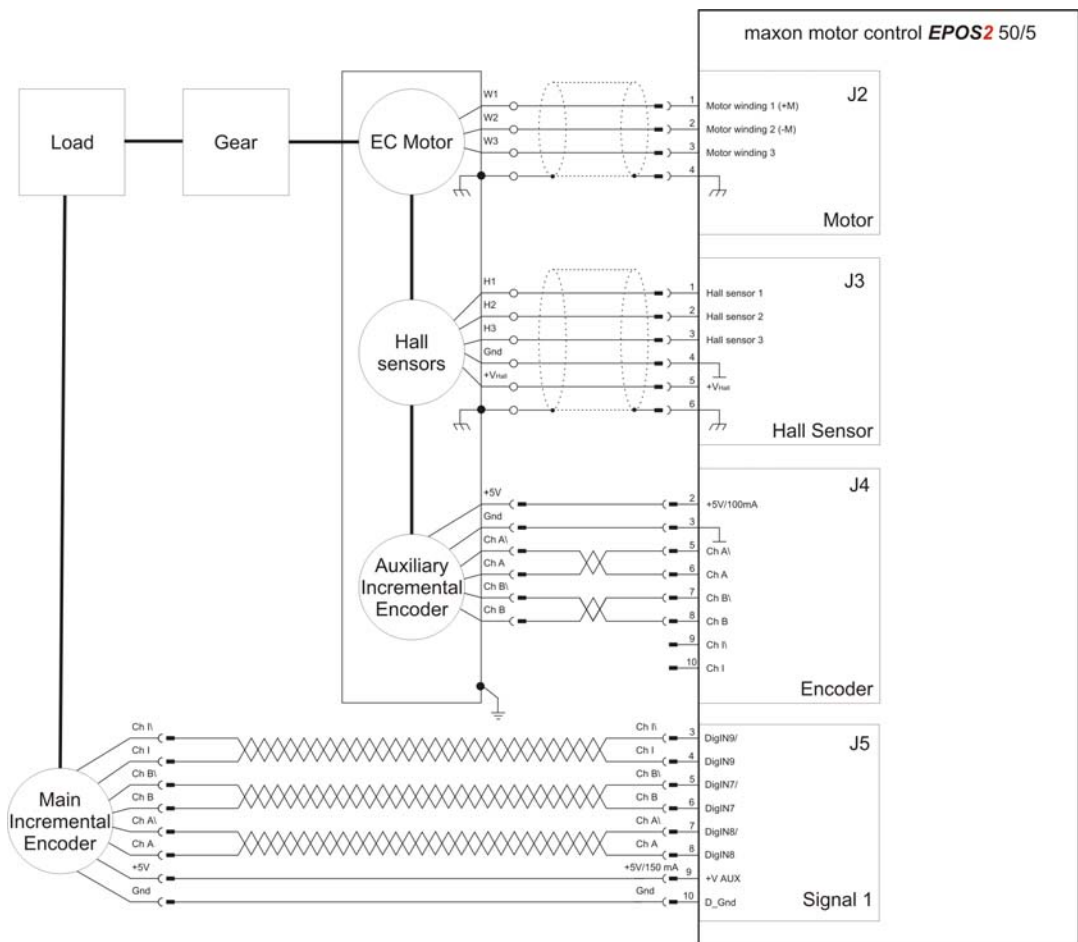 maxon motor control EPOS2 50/5
Load
Gear
EC Motor
W1
W2
W3
1
2
3
4
Motor winding 1 (+M)
Motor winding 2 (-M)
Motor winding 3
J2
Motor
Hall
sensors
H1
H2
H3
Gnd
+VHall
1
2
3
4
5
6
Hall sensor 1
Hall sensor 2
Hall sensor 3
+VHall
J3
Hall Sensor
Auxiliary
Incremental
Encoder
+5V
Gnd
Ch A\
Ch A
Ch B\
Ch B
2
3
5
6
7
8
9
10
+5V/100mA
Ch A\
Ch A
Ch B\
Ch B
Ch I\
Ch I
J4
Encoder
Main
Incremental
Encoder
Ch I\
Ch I
Ch B\
Ch B
Ch A\
Ch A
+5V
Gnd
Ch I\
Ch I
Ch B\
Ch B
Ch A\
Ch A
+5V/150 mA
Gnd
3
4
5
6
7
8
9
10
DigIN9/
DigIN9
DigIN7/
DigIN7
DigIN8/
DigIN8
+V AUX
D_Gnd
J5
Signal 1